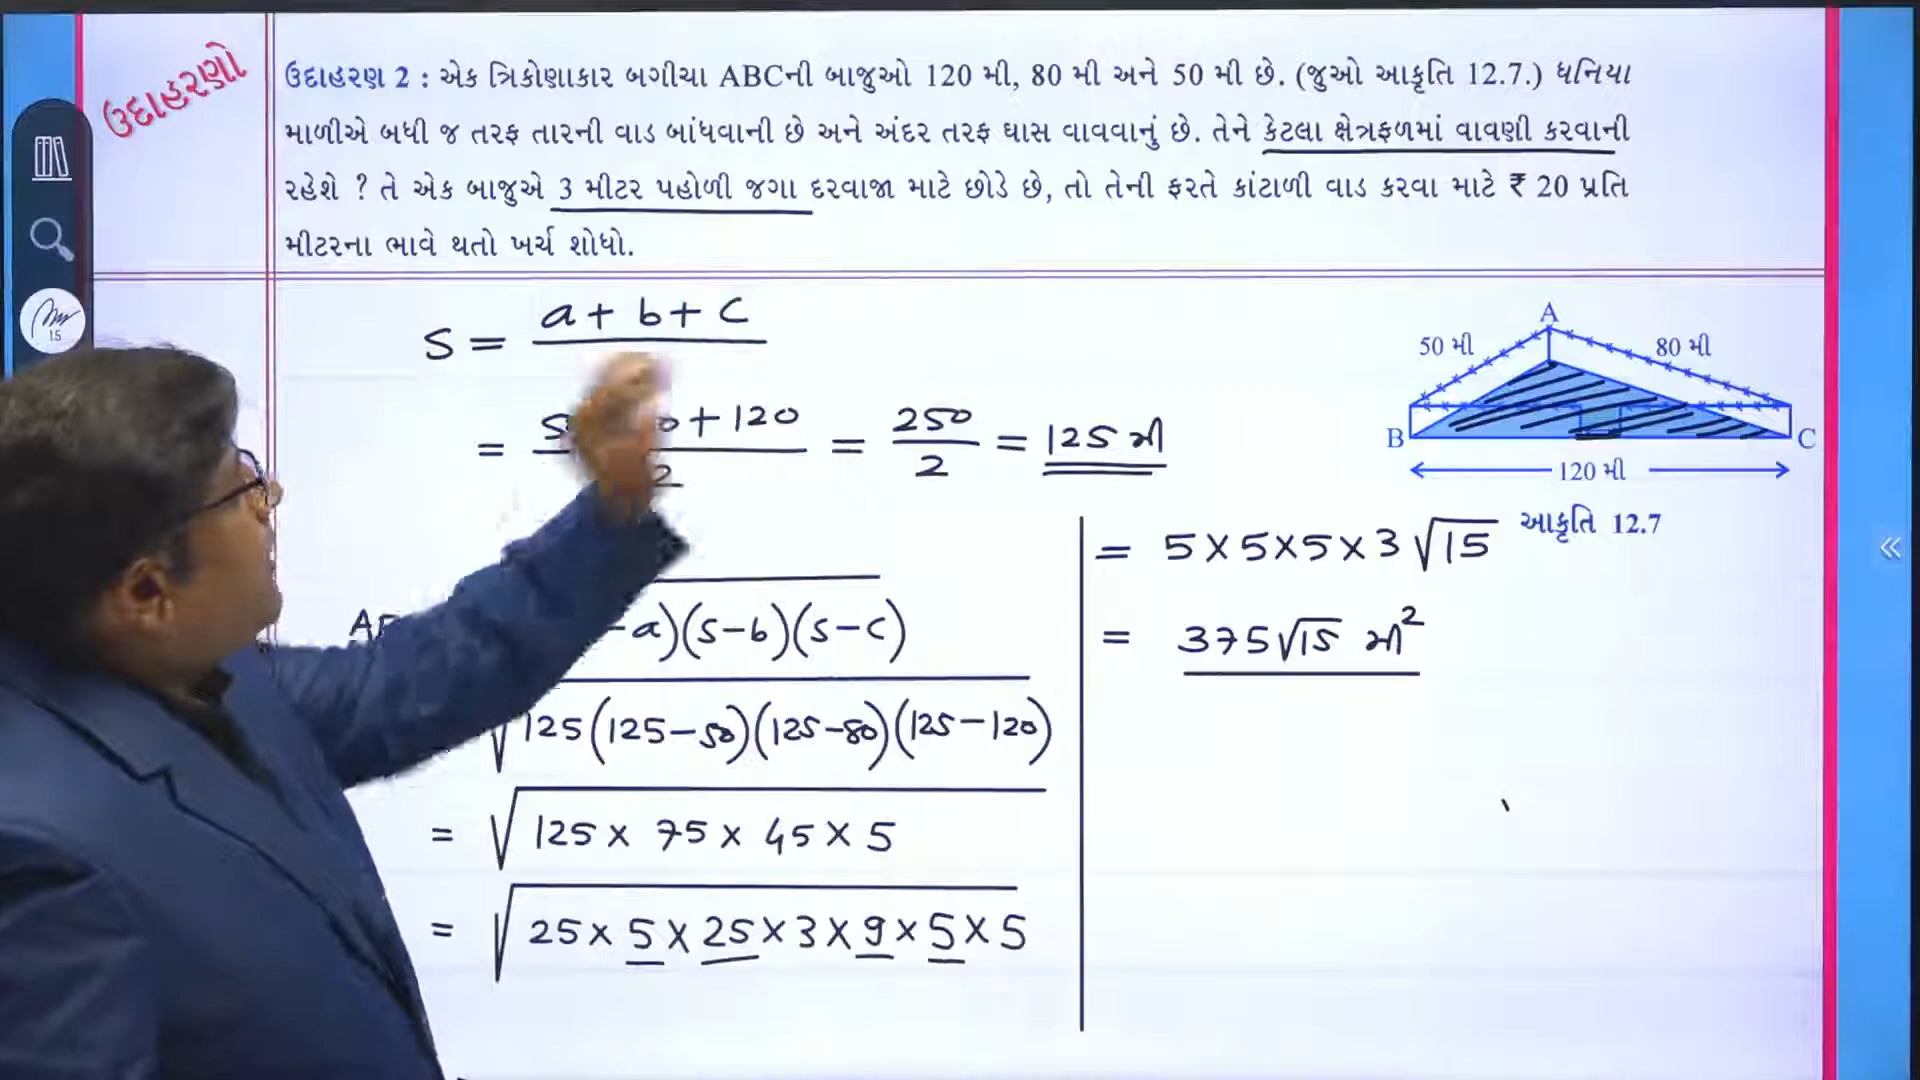 ઉદાહરણો
ઉદાહરણ 2 : એક ત્રિકોણાકાર બગીચા ABCની બાજુઓ 120 મી, 80 મી અને 50 મી છે. (જુઓ આકૃતિ 12.7.) ધનિયા
માળીએ બધી જ તરફ તારની વાડ બાંધવાની છે અને અંદર તરફ ઘાસ વાવવાનું છે. તેને કેટલા ક્ષેત્રફળમાં વાવણી કરવાની
રહેશે ? તે એક બાજુએ 3 મીટર પહોળી જગા દરવાજા માટે છોડે છે, તો તેની ફરતે કાંટાળી વાડ કરવા માટે ₹ 20 પ્રતિ
મીટરના ભાવે થતો ખર્ચ શોધો.
15
S = a + b + c
= + 120 / 2 = 250 / 2 = 125 મી
-a)(s-b)(s-c)
√125(125-50)(125-80)(125-120)
= √125 × 75 × 45 × 5
= √25 × 5 × 25 × 3 × 9 × 5 × 5
A
50 મી
80 મી
B
C
120 મી
આકૃતિ 12.7
= 5×5×5×3√15
= 375√15 મી²
«